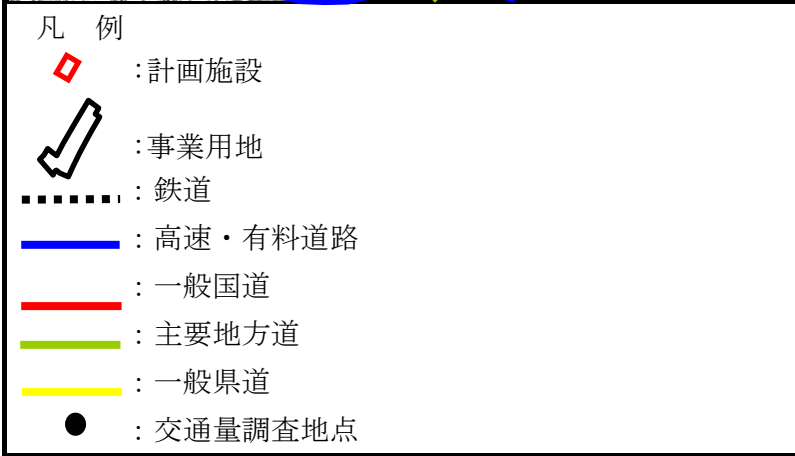 凡　例
：計画施設
：事業用地
：鉄道
：高速・有料道路
：一般国道
：主要地方道
：一般県道
：交通量調査地点